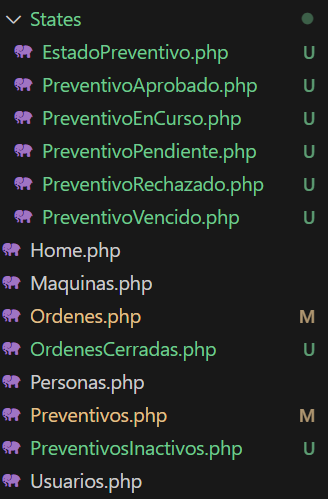 States
EstadoPreventivo.php U
PreventivoAprobado.php U
PreventivoEnCurso.php U
PreventivoPendiente.php U
PreventivoRechazado.php U
PreventivoVencido.php U
Home.php
Maquinas.php
Ordenes.php M
OrdenesCerradas.php U
Personas.php
Preventivos.php M
PreventivosInactivos.php U
Usuarios.php